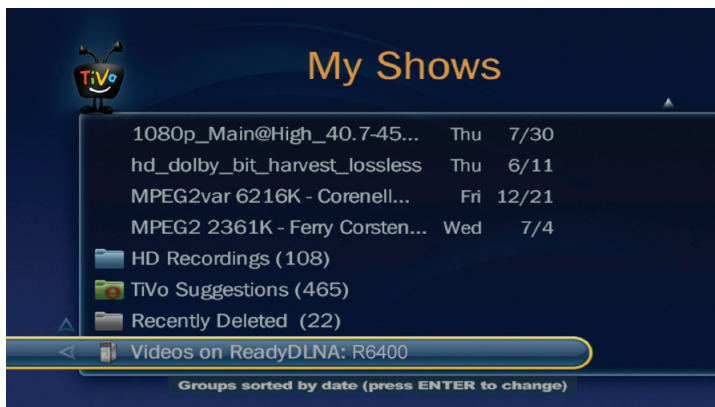 TiVo
My Shows
1080p_Main@High_40.7-45... Thu 7/30
hd_dolby_bit_harvest_lossless Thu 6/11
MPEG2var 6216K - Corenell... Fri 12/21
MPEG2 2361K - Ferry Corsten... Wed 7/4
HD Recordings (108)
TiVo Suggestions (465)
Recently Deleted (22)
Videos on ReadyDLNA: R6400
Groups sorted by date (press ENTER to change)